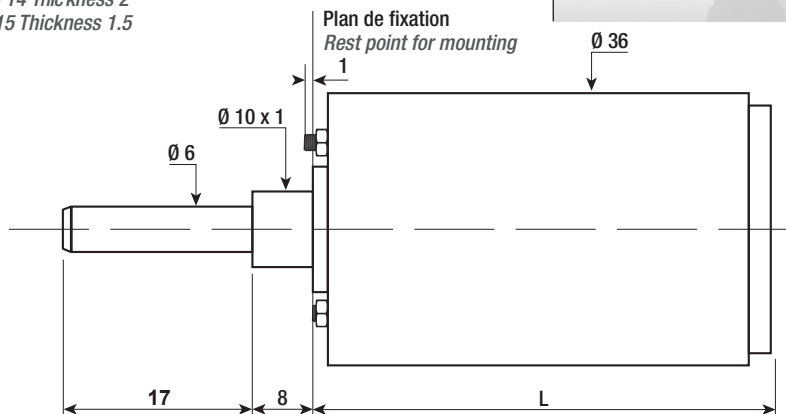 14 Thickness 2
15 Thickness 1.5
Plan de fixation
Rest point for mounting
Ø 36
1
Ø 10 x 1
Ø 6
17
8
L